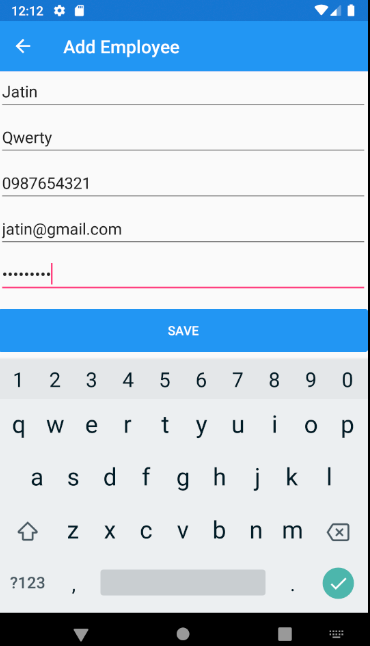 12:12
Add Employee
Jatin
Qwerty
0987654321
jatin@gmail.com
•••••••••
SAVE
1 2 3 4 5 6 7 8 9 0
q w e r t y u i o p
a s d f g h j k l
z x c v b n m
?123 , .